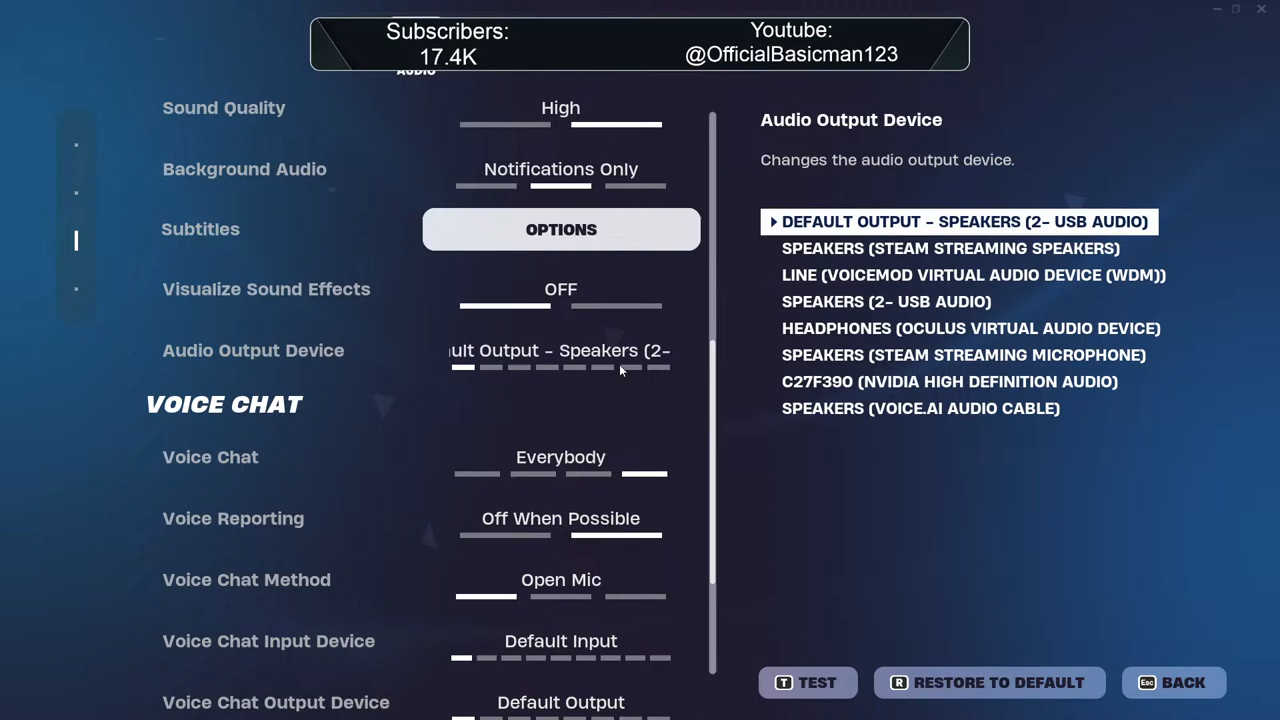 Subscribers:
17.4K
Youtube:
@OfficialBasicman123
AUDIO
Sound Quality
High
Background Audio
Notifications Only
Subtitles
OPTIONS
Visualize Sound Effects
OFF
Audio Output Device
ult Output - Speakers (2-
VOICE CHAT
Voice Chat
Everybody
Voice Reporting
Off When Possible
Voice Chat Method
Open Mic
Voice Chat Input Device
Default Input
Voice Chat Output Device
Default Output
Audio Output Device
Changes the audio output device.
DEFAULT OUTPUT - SPEAKERS (2- USB AUDIO)
SPEAKERS (STEAM STREAMING SPEAKERS)
LINE (VOICEMOD VIRTUAL AUDIO DEVICE (WDM))
SPEAKERS (2- USB AUDIO)
HEADPHONES (OCULUS VIRTUAL AUDIO DEVICE)
SPEAKERS (STEAM STREAMING MICROPHONE)
C27F390 (NVIDIA HIGH DEFINITION AUDIO)
SPEAKERS (VOICE.AI AUDIO CABLE)
T TEST
R RESTORE TO DEFAULT
Esc BACK